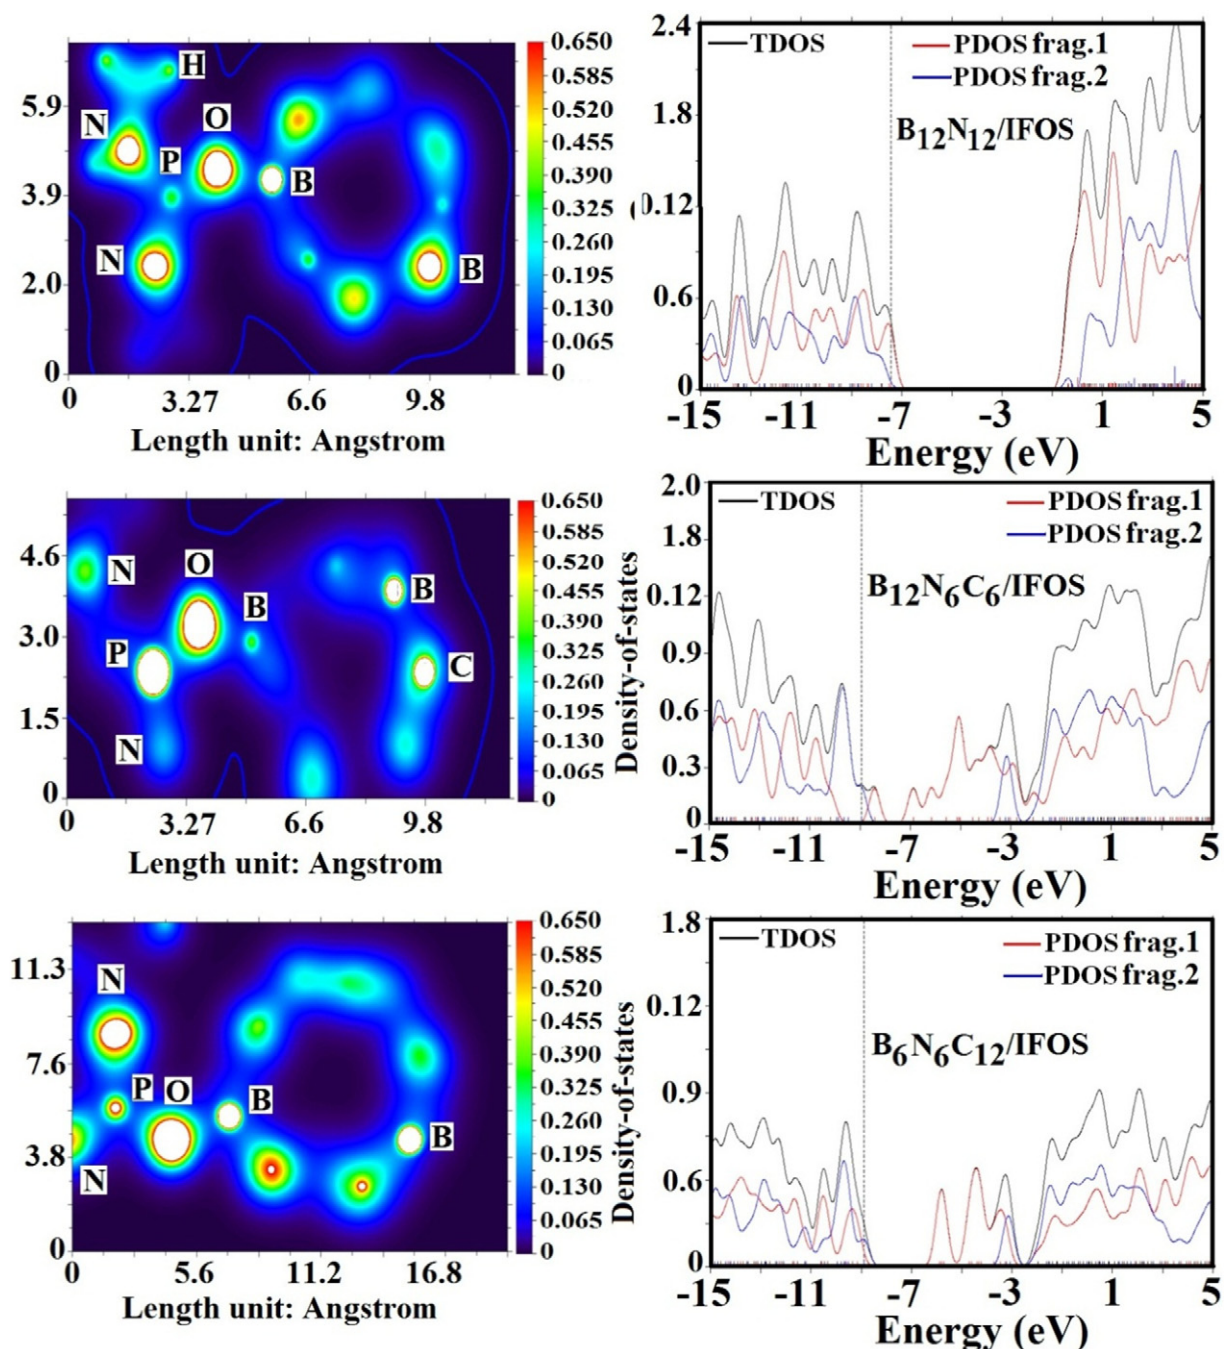 0.650
0.585
0.520
0.455
0.390
0.325
0.260
0.195
0.130
0.065
0
5.9
3.9
2.0
0
H
N
O
P
B
N
B
0
3.27
6.6
9.8
Length unit: Angstrom
2.4
1.8
0.12
0.6
0
TDOS
PDOS frag.1
PDOS frag.2
B12N12/IFOS
-15
-11
-7
-3
1
5
Energy (eV)
0.650
0.585
0.520
0.455
0.390
0.325
0.260
0.195
0.130
0.065
0
4.6
3.0
1.5
0
N
O
B
B
P
C
N
0
3.27
6.6
9.8
Length unit: Angstrom
Density-of-states
2.0
1.8
0.12
0.9
0.6
0.3
0
TDOS
PDOS frag.1
PDOS frag.2
B12N6C6/IFOS
-15
-11
-7
-3
1
5
Energy (eV)
0.650
0.585
0.520
0.455
0.390
0.325
0.260
0.195
0.130
0.065
0
11.3
7.6
3.8
0
N
P
O
B
B
N
0
5.6
11.2
16.8
Length unit: Angstrom
Density-of-states
1.8
0.12
0.9
0.6
0
TDOS
PDOS frag.1
PDOS frag.2
B6N6C12/IFOS
-15
-11
-7
-3
1
5
Energy (eV)